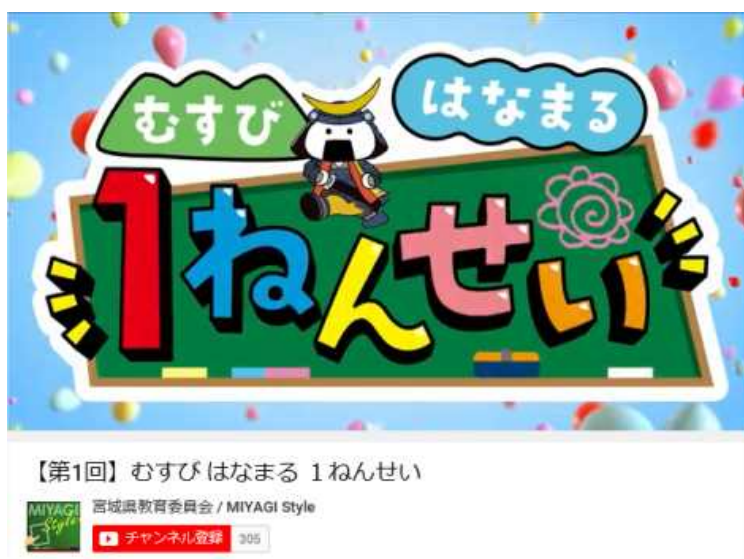 むすび
はなまる
1ねんせい
【第1回】むすび はなまる １ねんせい
MIYAGI
Style
宮城県教育委員会 / MIYAGI Style
チャンネル登録 305